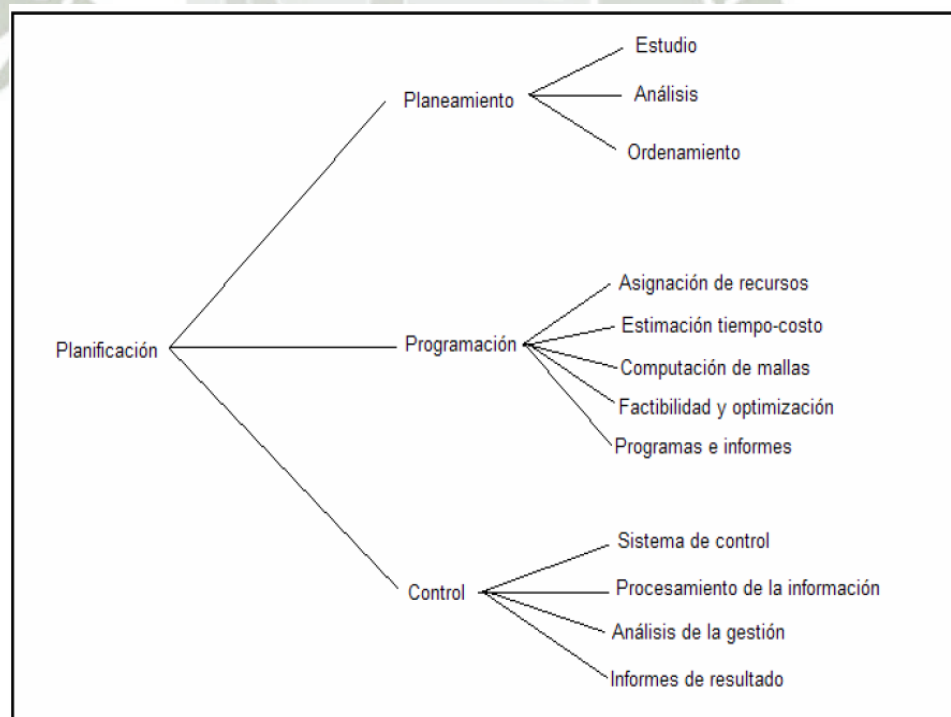 Planificación
Planeamiento
Estudio
Análisis
Ordenamiento
Programación
Asignación de recursos
Estimación tiempo-costo
Computación de mallas
Factibilidad y optimización
Programas e informes
Control
Sistema de control
Procesamiento de la información
Análisis de la gestión
Informes de resultado